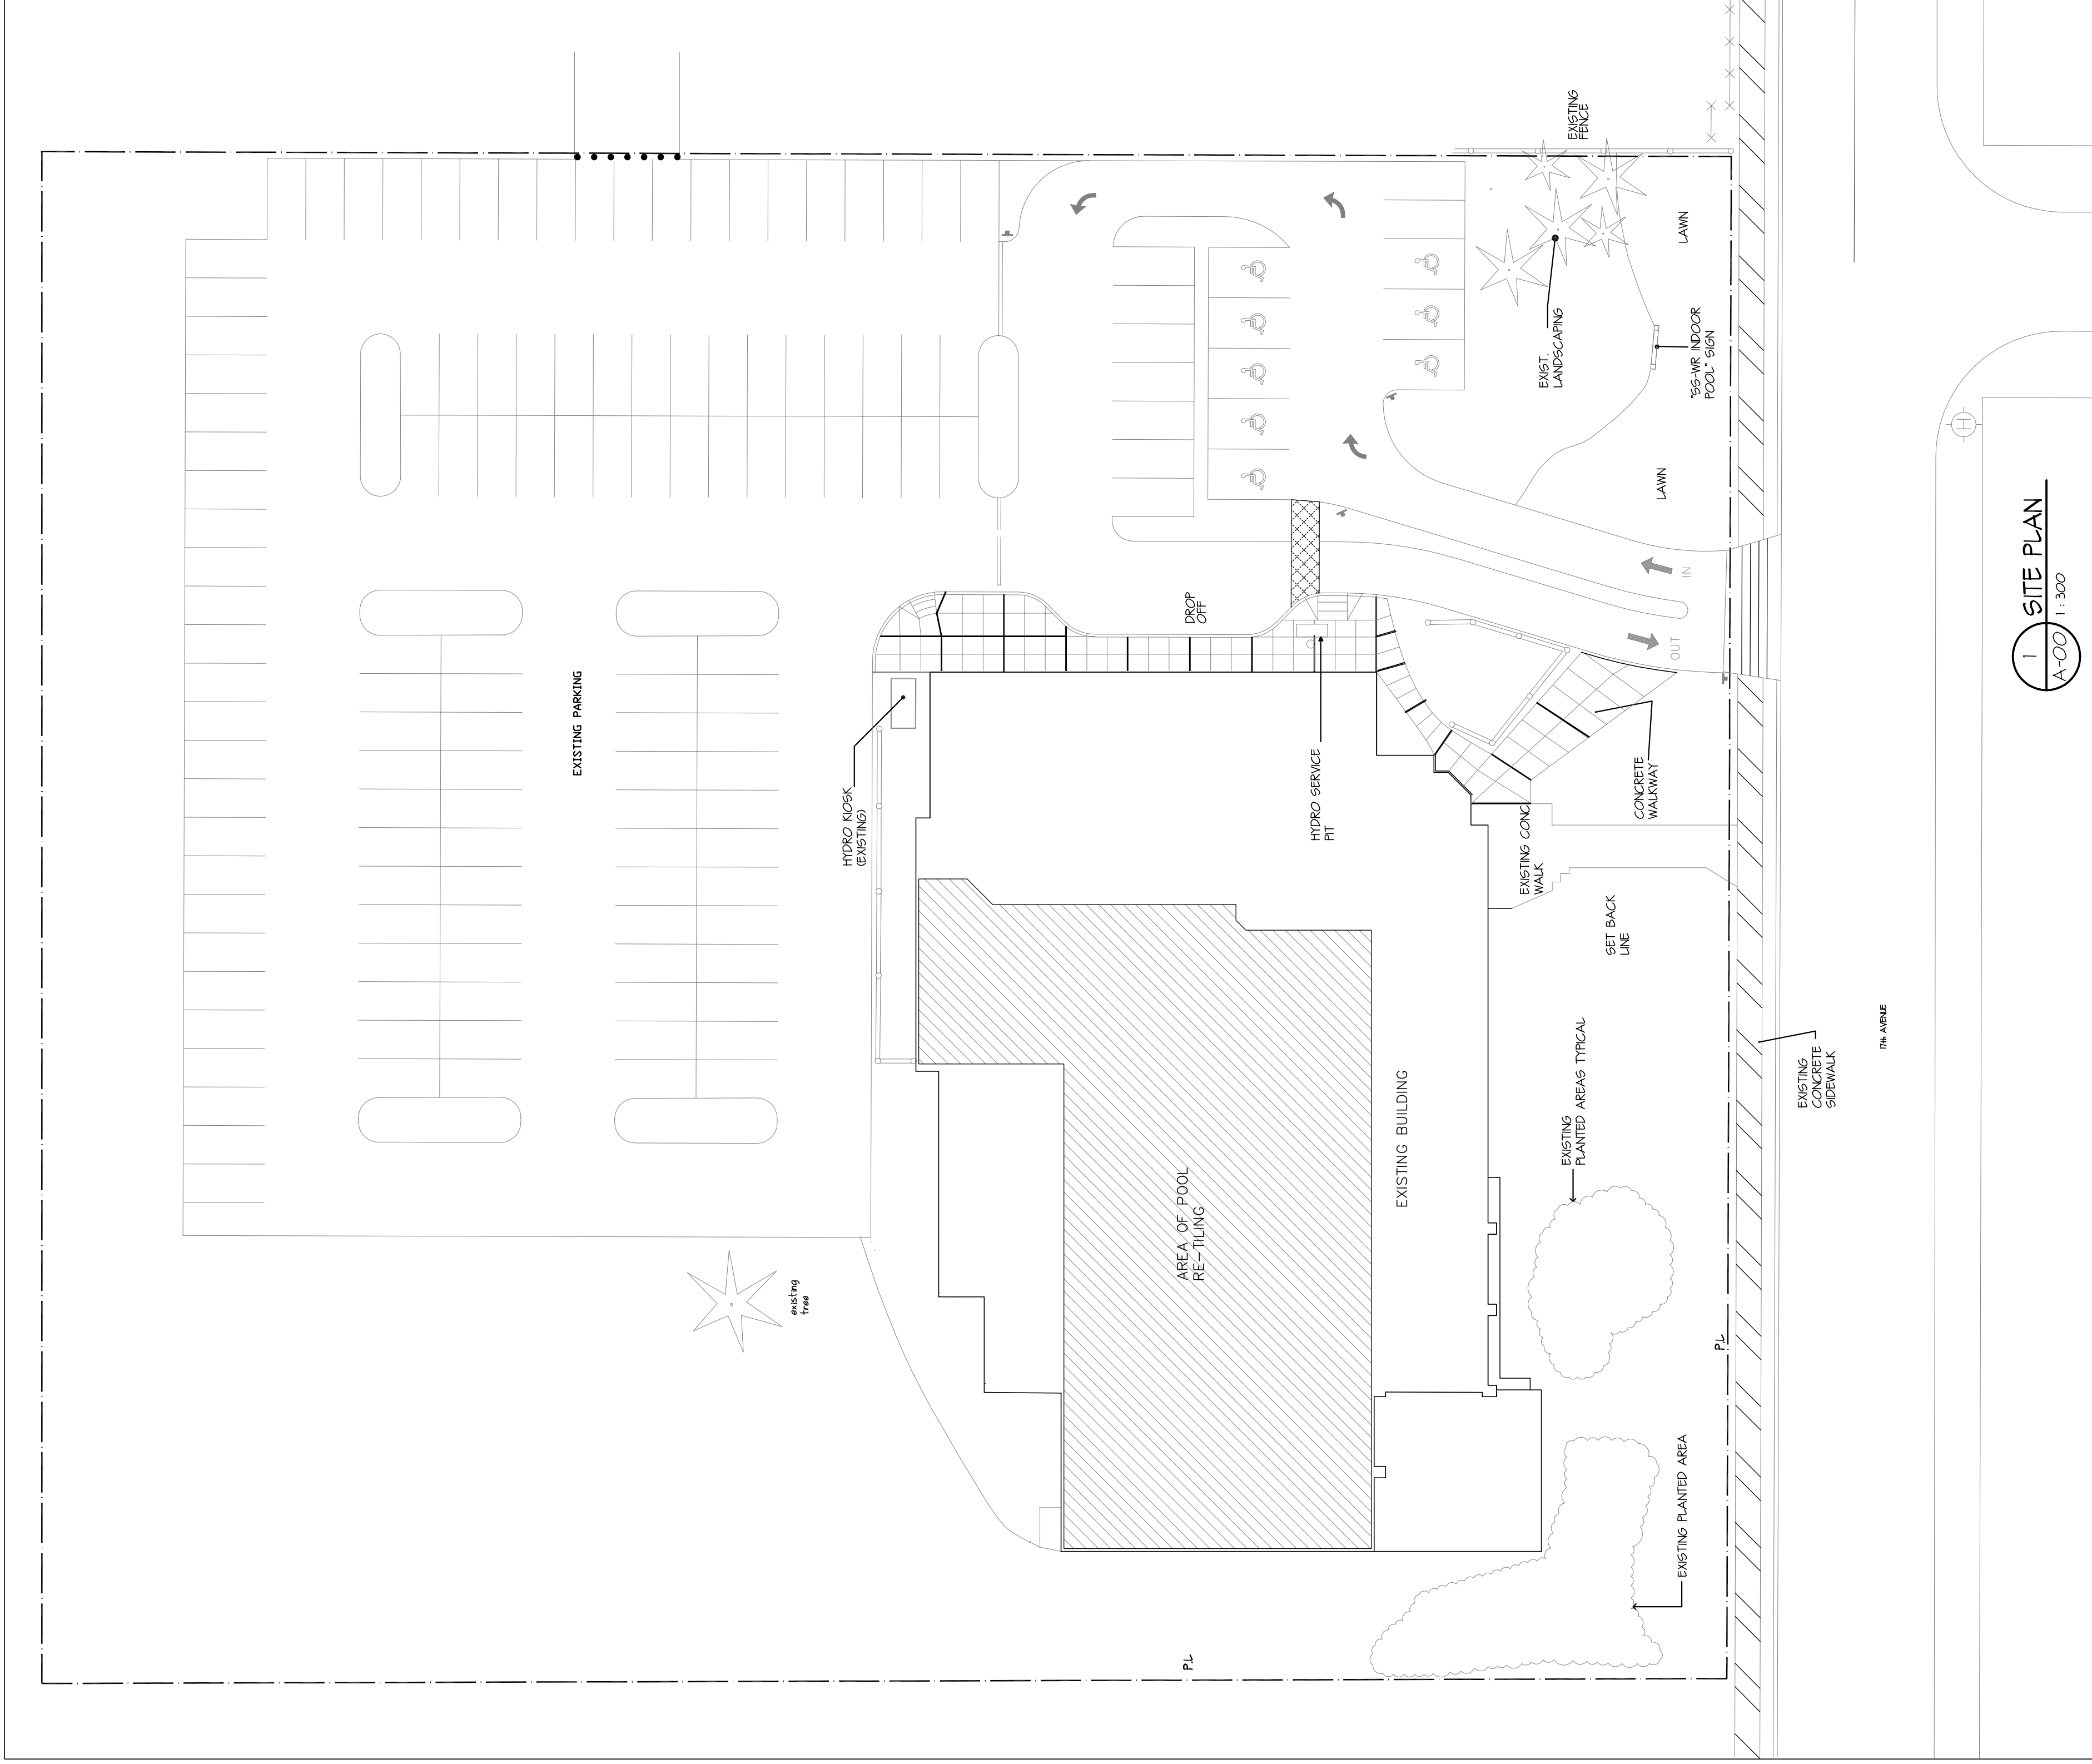 EXISTING PARKING
HYDRO KIOSK
(EXISTING)
existing
tree
DROP
OFF
HYDRO SERVICE
PIT
AREA OF POOL
RE-TILING
EXISTING BUILDING
P.L
EXISTING
FENCE
LAWN
EXIST.
LANDSCAPING
"SS-WR INDOOR
POOL" SIGN
LAWN
IN
OUT
CONCRETE
WALKWAY
EXISTING CONC
WALK
SET BACK
LINE
EXISTING
PLANTED AREAS TYPICAL
EXISTING PLANTED AREA
P.L
EXISTING
CONCRETE
SIDEWALK
17th AVENUE
H
1
SITE PLAN
A-00
1 : 300